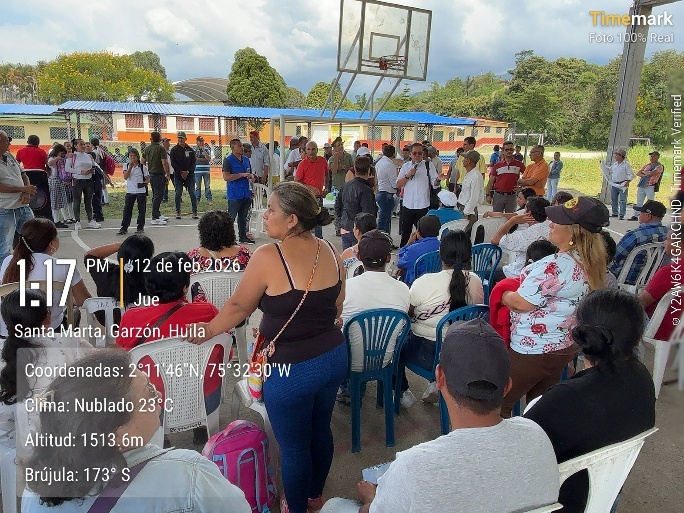 Timemark
Foto 100% Real
1:17 PM
12 de feb 2026
Jue
Santa Marta, Garzón, Huila
Coordenadas: 2°11'46"N, 75°32'30"W
Clima: Nublado 23°C
Altitud: 1513.6m
Brújula: 173° S
© Y2AW6K4GARCHND Timemark Verified